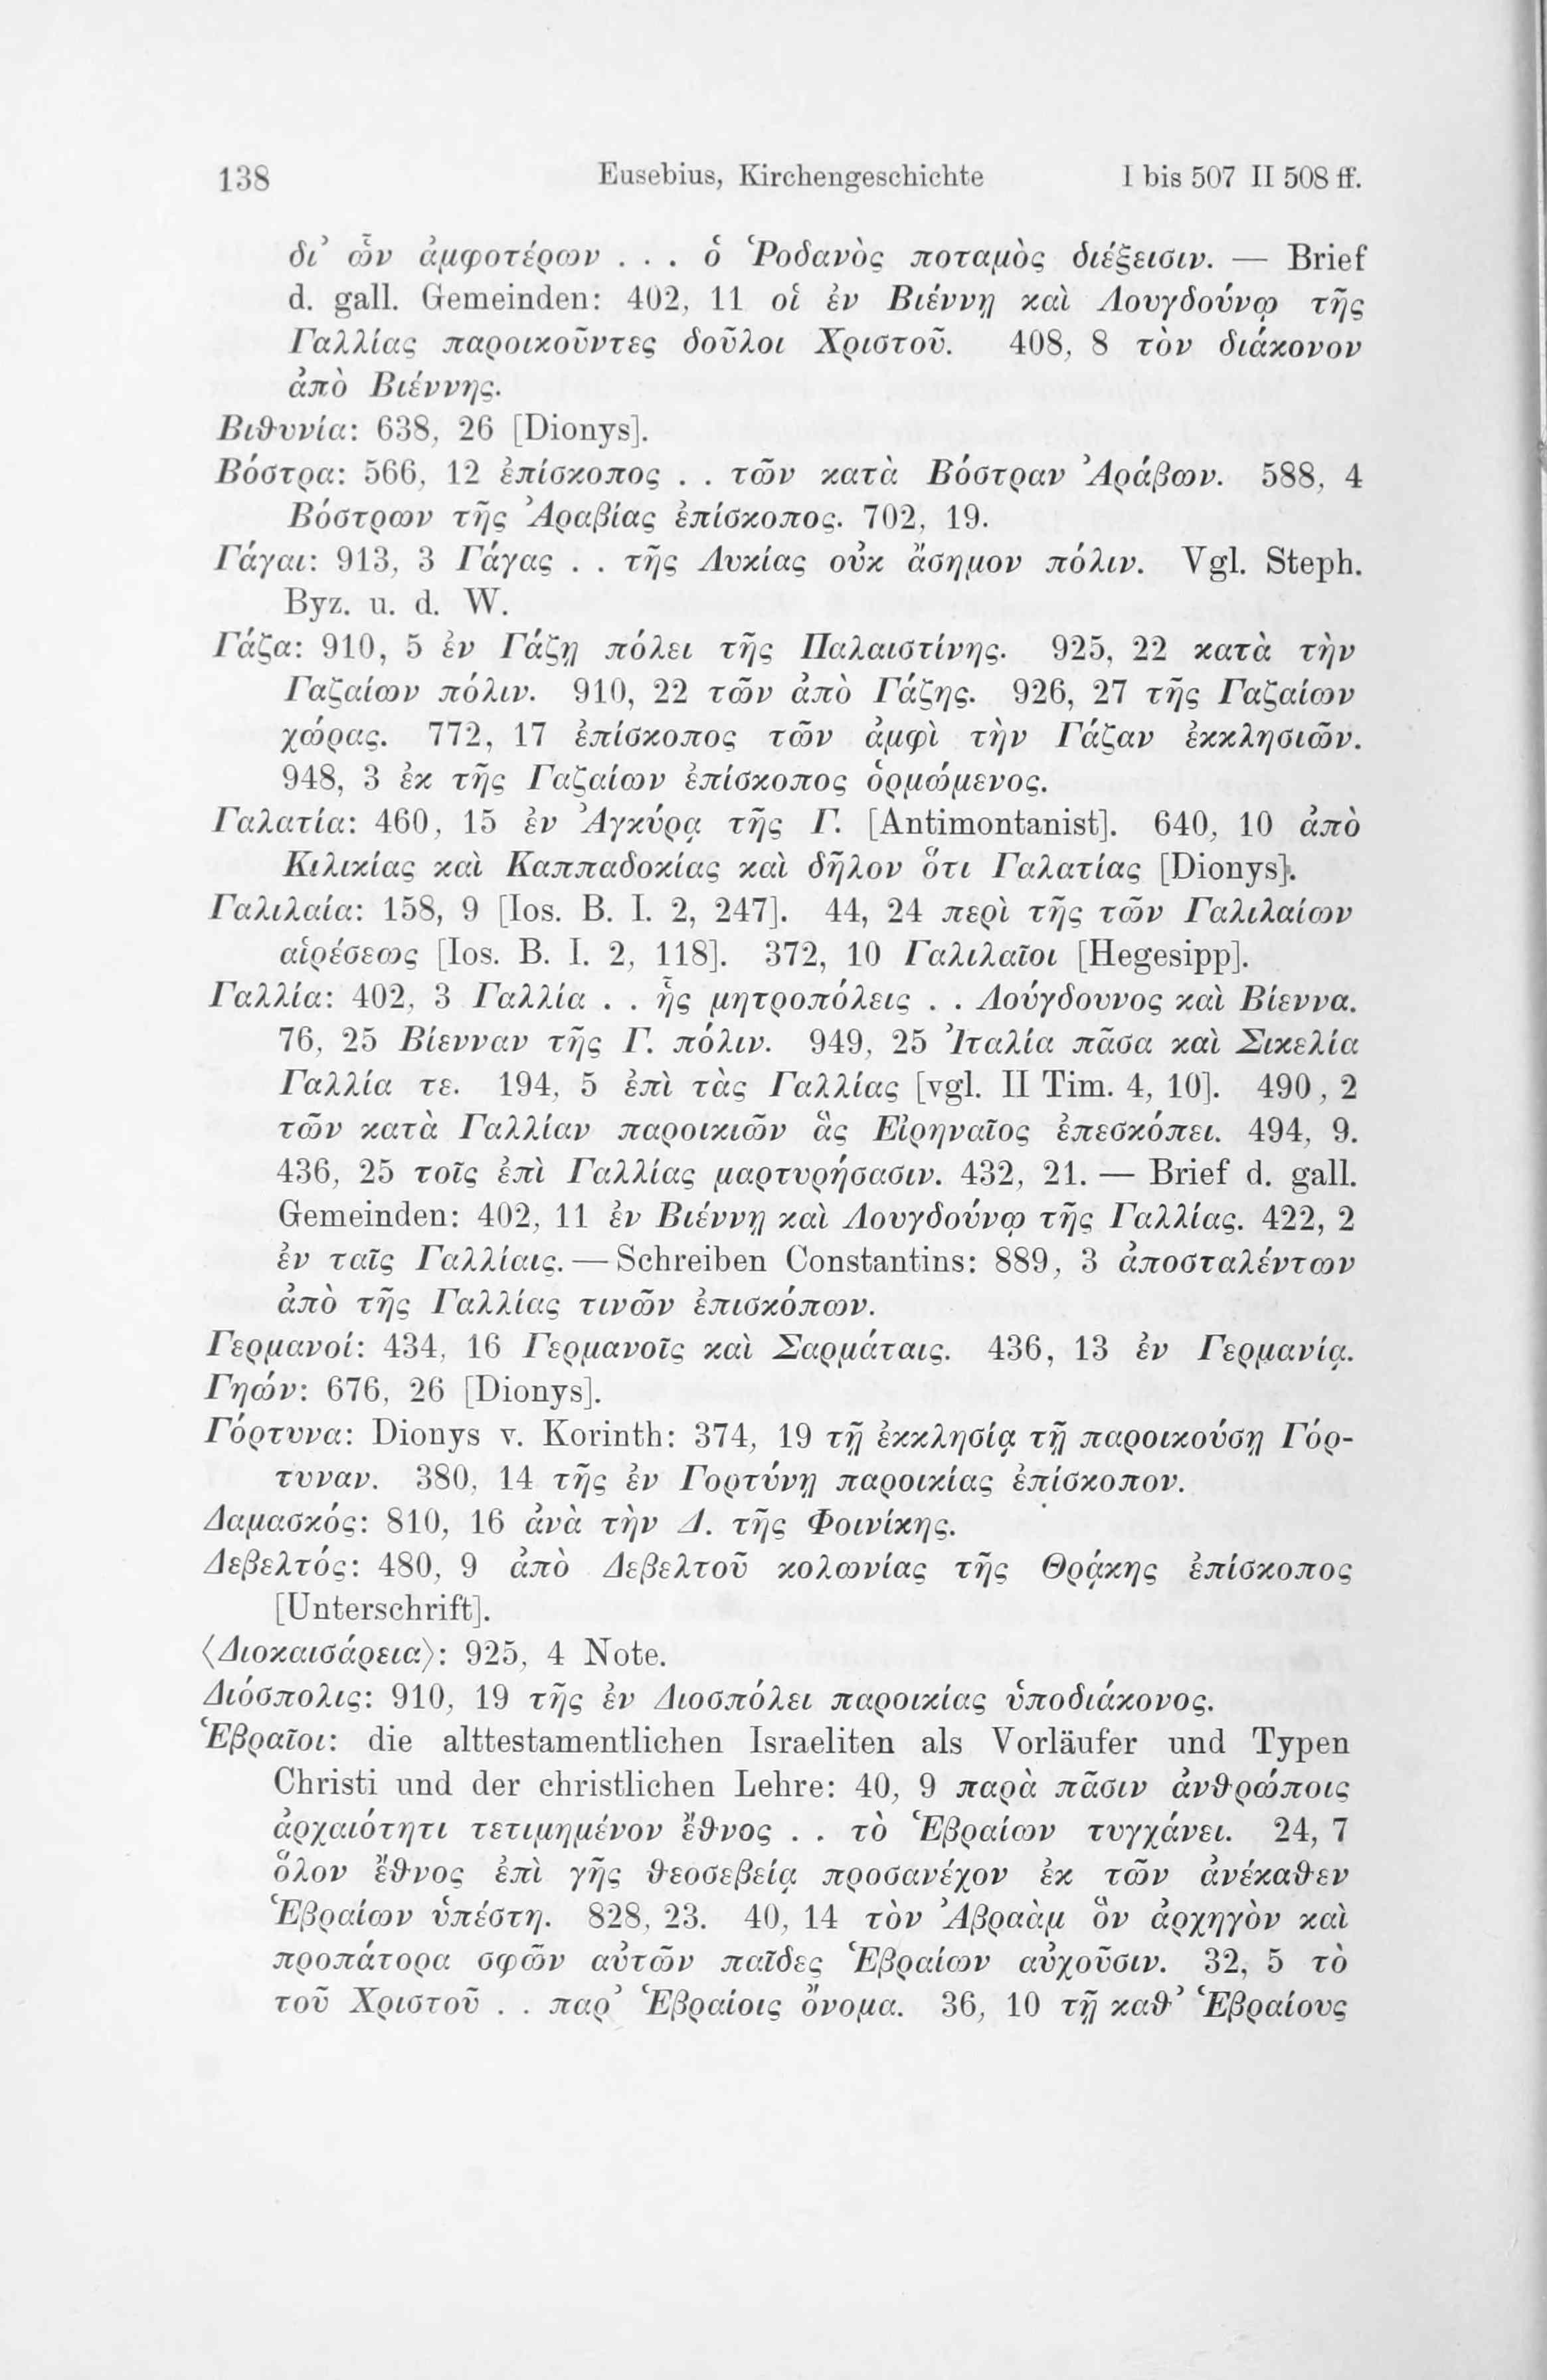 138 Eusebius, Kirchengeschichte I bis 507 II 508 ff.
δι’ ὧν ἀμφοτέρων . . . ὁ Ῥοδανὸς ποταμὸς διέξεισιν. — Brief
d. gall. Gemeinden: 402, 11 οἱ ἐν Βιέννῃ καὶ Λουγδούνῳ τῆς
Γαλλίας παροικοῦντες δοῦλοι Χριστοῦ. 408, 8 τὸν διάκονον
ἀπὸ Βιέννης.
Βιθυνία: 638, 26 [Dionys].
Βόστρα: 566, 12 ἐπίσκοπος . . τῶν κατὰ Βόστραν Ἀράβων. 588, 4
Βόστρων τῆς Ἀραβίας ἐπίσκοπος. 702, 19.
Γάγαι: 913, 3 Γάγας . . τῆς Λυκίας οὐκ ἄσημον πόλιν. Vgl. Steph.
Byz. u. d. W.
Γάζα: 910, 5 ἐν Γάζῃ πόλει τῆς Παλαιστίνης. 925, 22 κατὰ τὴν
Γαζαίων πόλιν. 910, 22 τῶν ἀπὸ Γάζης. 926, 27 τῆς Γαζαίων
χώρας. 772, 17 ἐπίσκοπος τῶν ἀμφὶ τὴν Γάζαν ἐκκλησιῶν.
948, 3 ἐκ τῆς Γαζαίων ἐπίσκοπος ὁρμώμενος.
Γαλατία: 460, 15 ἐν Ἀγκύρᾳ τῆς Γ. [Antimontanist]. 640, 10 ἀπὸ
Κιλικίας καὶ Καππαδοκίας καὶ δῆλον ὅτι Γαλατίας [Dionys].
Γαλιλαία: 158, 9 [Ios. B. I. 2, 247]. 44, 24 περὶ τῆς τῶν Γαλιλαίων
αἱρέσεως [Ios. B. I. 2, 118]. 372, 10 Γαλιλαῖοι [Hegesipp].
Γαλλία: 402, 3 Γαλλία . . ἧς μητροπόλεις . . Λούγδουνος καὶ Βίεννα.
76, 25 Βίενναν τῆς Γ. πόλιν. 949, 25 Ἰταλία πᾶσα καὶ Σικελία
Γαλλία τε. 194, 5 ἐπὶ τὰς Γαλλίας [vgl. II Tim. 4, 10]. 490, 2
τῶν κατὰ Γαλλίαν παροικιῶν ἃς Εἰρηναῖος ἐπεσκόπει. 494, 9.
436, 25 τοῖς ἐπὶ Γαλλίας μαρτυρήσασιν. 432, 21. — Brief d. gall.
Gemeinden: 402, 11 ἐν Βιέννῃ καὶ Λουγδούνῳ τῆς Γαλλίας. 422, 2
ἐν ταῖς Γαλλίαις. — Schreiben Constantins: 889, 3 ἀποσταλέντων
ἀπὸ τῆς Γαλλίας τινῶν ἐπισκόπων.
Γερμανοί: 434, 16 Γερμανοῖς καὶ Σαρμάταις. 436, 13 ἐν Γερμανίᾳ.
Γηών: 676, 26 [Dionys].
Γόρτυνα: Dionys v. Korinth: 374, 19 τῇ ἐκκλησίᾳ τῇ παροικούσῃ Γόρ-
τυναν. 380, 14 τῆς ἐν Γορτύνῃ παροικίας ἐπίσκοπον.
Δαμασκός: 810, 16 ἀνὰ τὴν Δ. τῆς Φοινίκης.
Δεβελτός: 480, 9 ἀπὸ Δεβελτοῦ κολωνίας τῆς Θρᾴκης ἐπίσκοπος
[Unterschrift].
⟨Διοκαισάρεια⟩: 925, 4 Note.
Διόσπολις: 910, 19 τῆς ἐν Διοσπόλει παροικίας ὑποδιάκονος.
Ἑβραῖοι: die alttestamentlichen Israeliten als Vorläufer und Typen
Christi und der christlichen Lehre: 40, 9 παρὰ πᾶσιν ἀνθρώποις
ἀρχαιότητι τετιμημένον ἔθνος . . τὸ Ἑβραίων τυγχάνει. 24, 7
ὅλον ἔθνος ἐπὶ γῆς θεοσεβείᾳ προσανέχον ἐκ τῶν ἀνέκαθεν
Ἑβραίων ὑπέστη. 828, 23. 40, 14 τὸν Ἀβραὰμ ὃν ἀρχηγὸν καὶ
προπάτορα σφῶν αὐτῶν παῖδες Ἑβραίων αὐχοῦσιν. 32, 5 τὸ
τοῦ Χριστοῦ . . παρ’ Ἑβραίοις ὄνομα. 36, 10 τῇ καθ’ Ἑβραίους